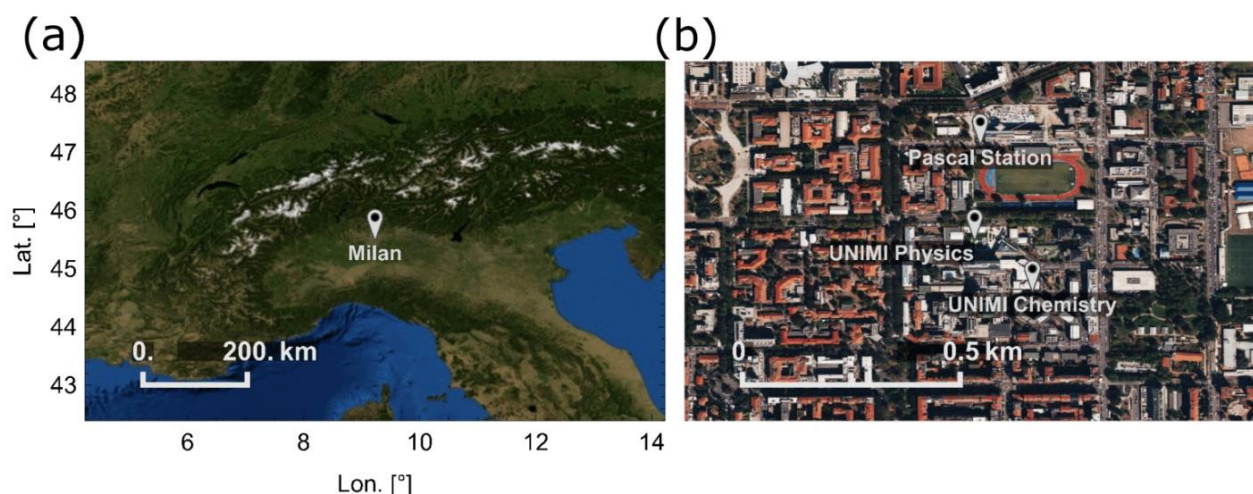 (a)
(b)
48
47
46
45
44
43
Lat. [°]
Milan
0. 200. km
6 8 10 12 14
Lon. [°]
Pascal Station
UNIMI Physics
UNIMI Chemistry
0. 0.5 km